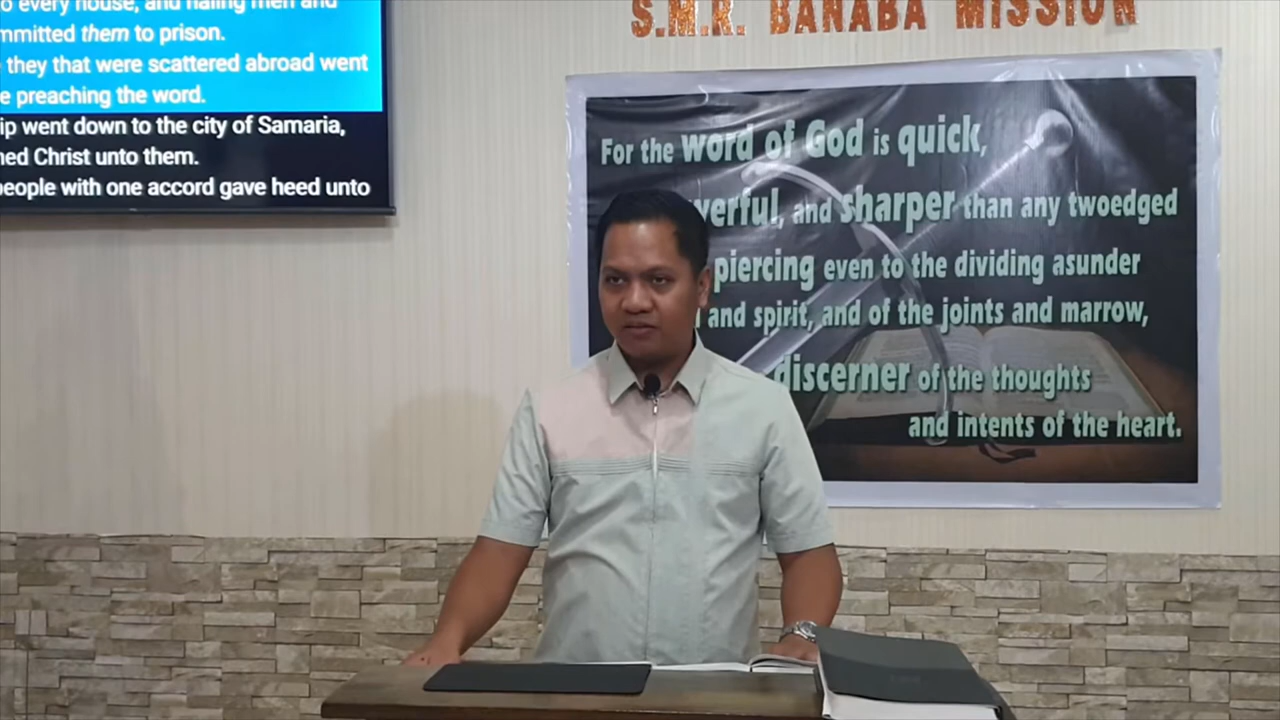 o every house, and haling men and
mmitted them to prison.
they that were scattered abroad went
e preaching the word.
ip went down to the city of Samaria,
ned Christ unto them.
people with one accord gave heed unto
S.M.R. BANABA MISSION
For the word of God is quick,
verful, and sharper than any twoedged
piercing even to the dividing asunder
and spirit, and of the joints and marrow,
discerner of the thoughts
and intents of the heart.